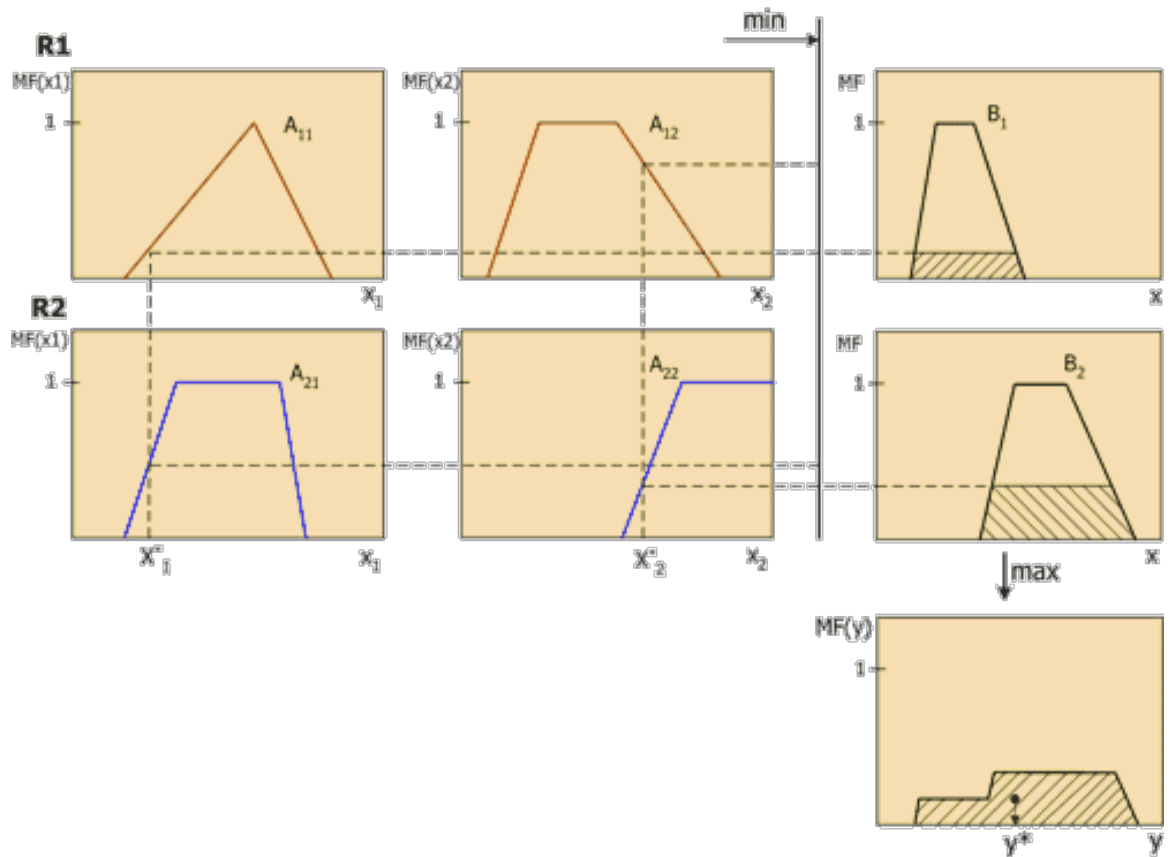 min
R1
MF(x1) MF(x2) MF
1 A11 1 A12 1 B1
x1 x2 x
R2
MF(x1) MF(x2) MF
1 A21 1 A22 1 B2
x*1 x1 x*2 x2 x
max
MF(y)
1
y* y